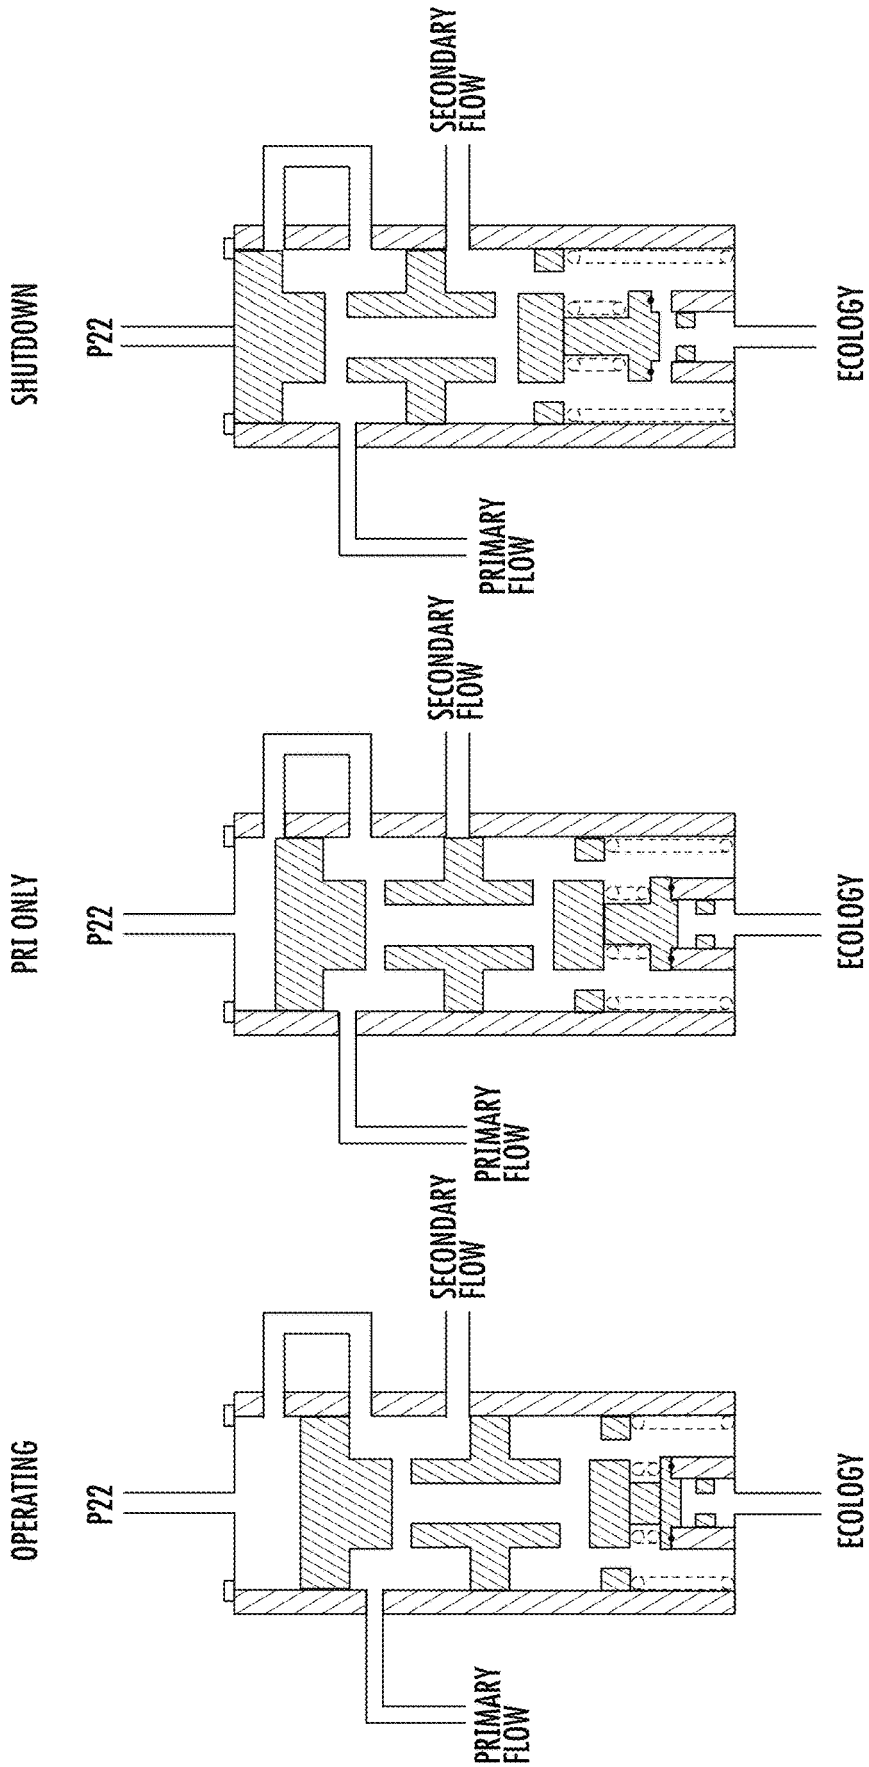 OPERATING
P22
PRIMARY
FLOW
SECONDARY
FLOW
ECOLOGY
PRI ONLY
P22
PRIMARY
FLOW
SECONDARY
FLOW
ECOLOGY
SHUTDOWN
P22
PRIMARY
FLOW
SECONDARY
FLOW
ECOLOGY